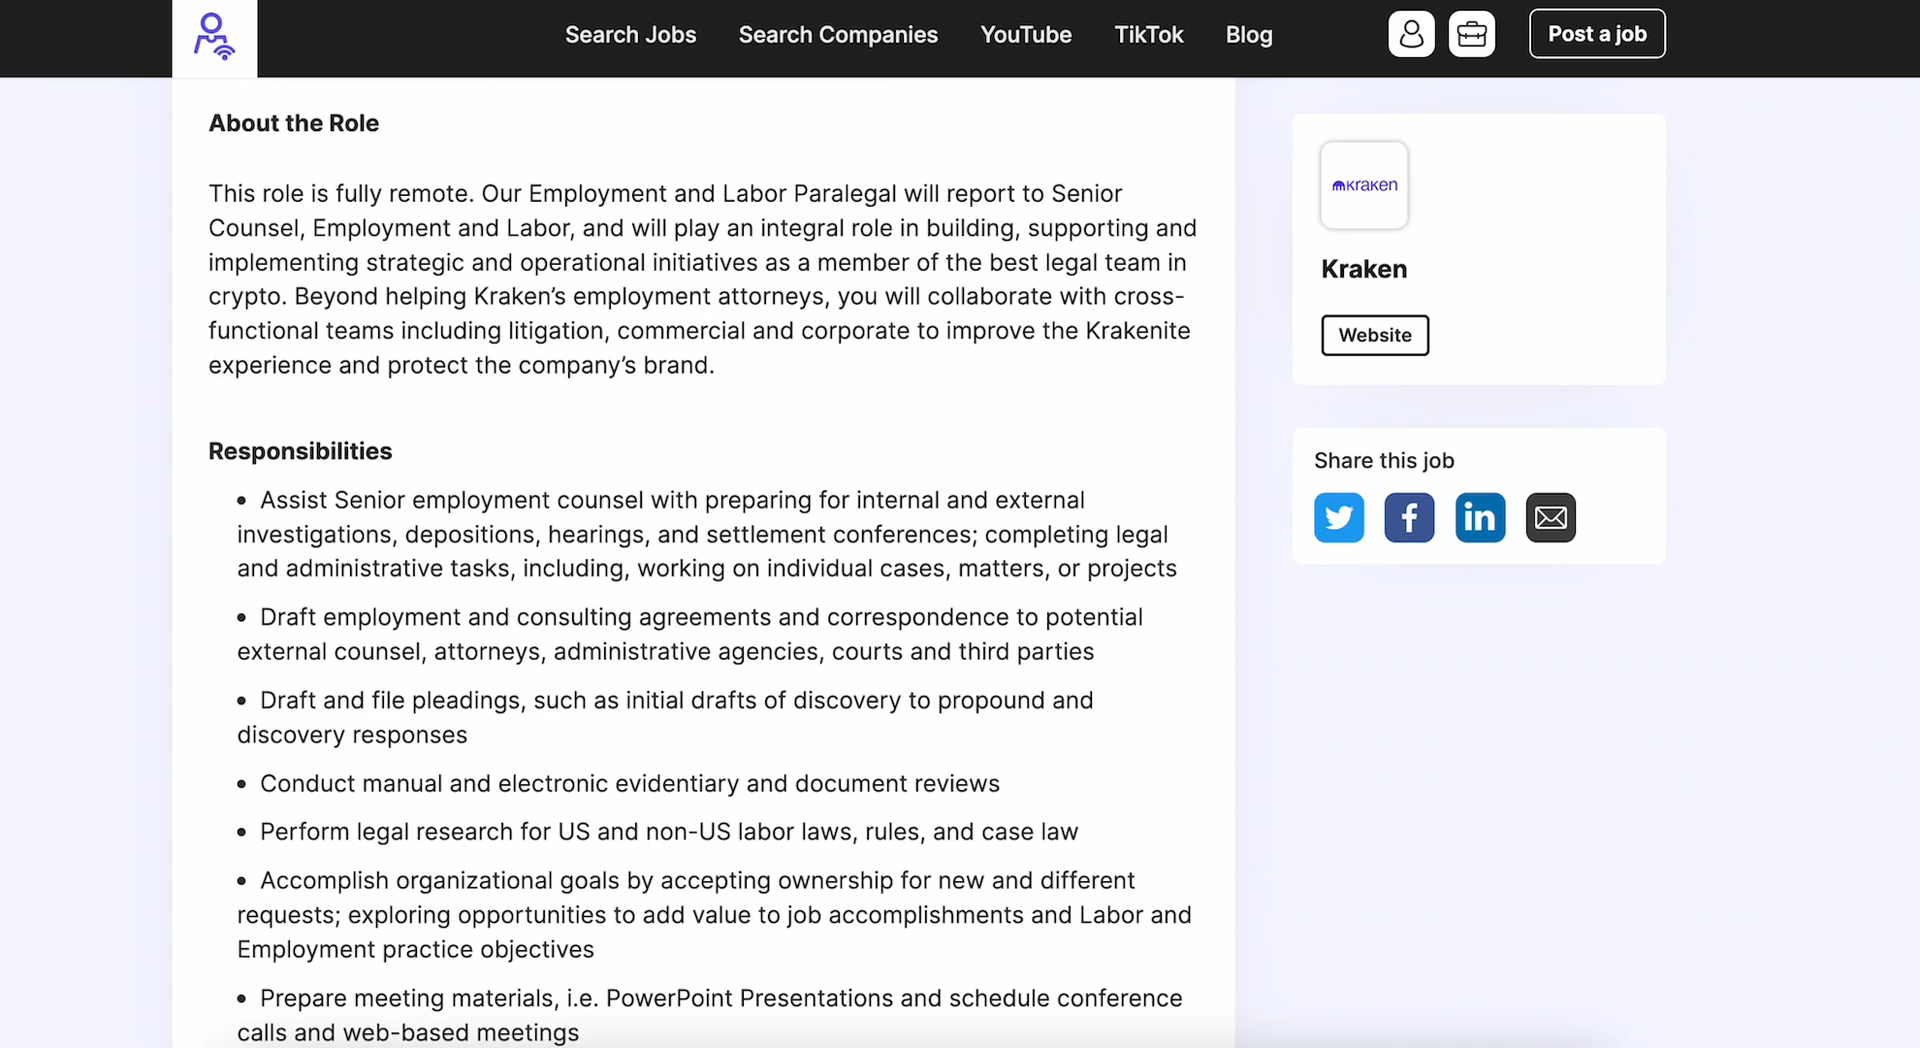 Search Jobs Search Companies YouTube TikTok Blog Post a job
About the Role
This role is fully remote. Our Employment and Labor Paralegal will report to Senior
Counsel, Employment and Labor, and will play an integral role in building, supporting and
implementing strategic and operational initiatives as a member of the best legal team in
crypto. Beyond helping Kraken’s employment attorneys, you will collaborate with cross-
functional teams including litigation, commercial and corporate to improve the Krakenite
experience and protect the company’s brand.
Responsibilities
• Assist Senior employment counsel with preparing for internal and external
investigations, depositions, hearings, and settlement conferences; completing legal
and administrative tasks, including, working on individual cases, matters, or projects
• Draft employment and consulting agreements and correspondence to potential
external counsel, attorneys, administrative agencies, courts and third parties
• Draft and file pleadings, such as initial drafts of discovery to propound and
discovery responses
• Conduct manual and electronic evidentiary and document reviews
• Perform legal research for US and non-US labor laws, rules, and case law
• Accomplish organizational goals by accepting ownership for new and different
requests; exploring opportunities to add value to job accomplishments and Labor and
Employment practice objectives
• Prepare meeting materials, i.e. PowerPoint Presentations and schedule conference
calls and web-based meetings
kraken
Kraken
Website
Share this job
f
in